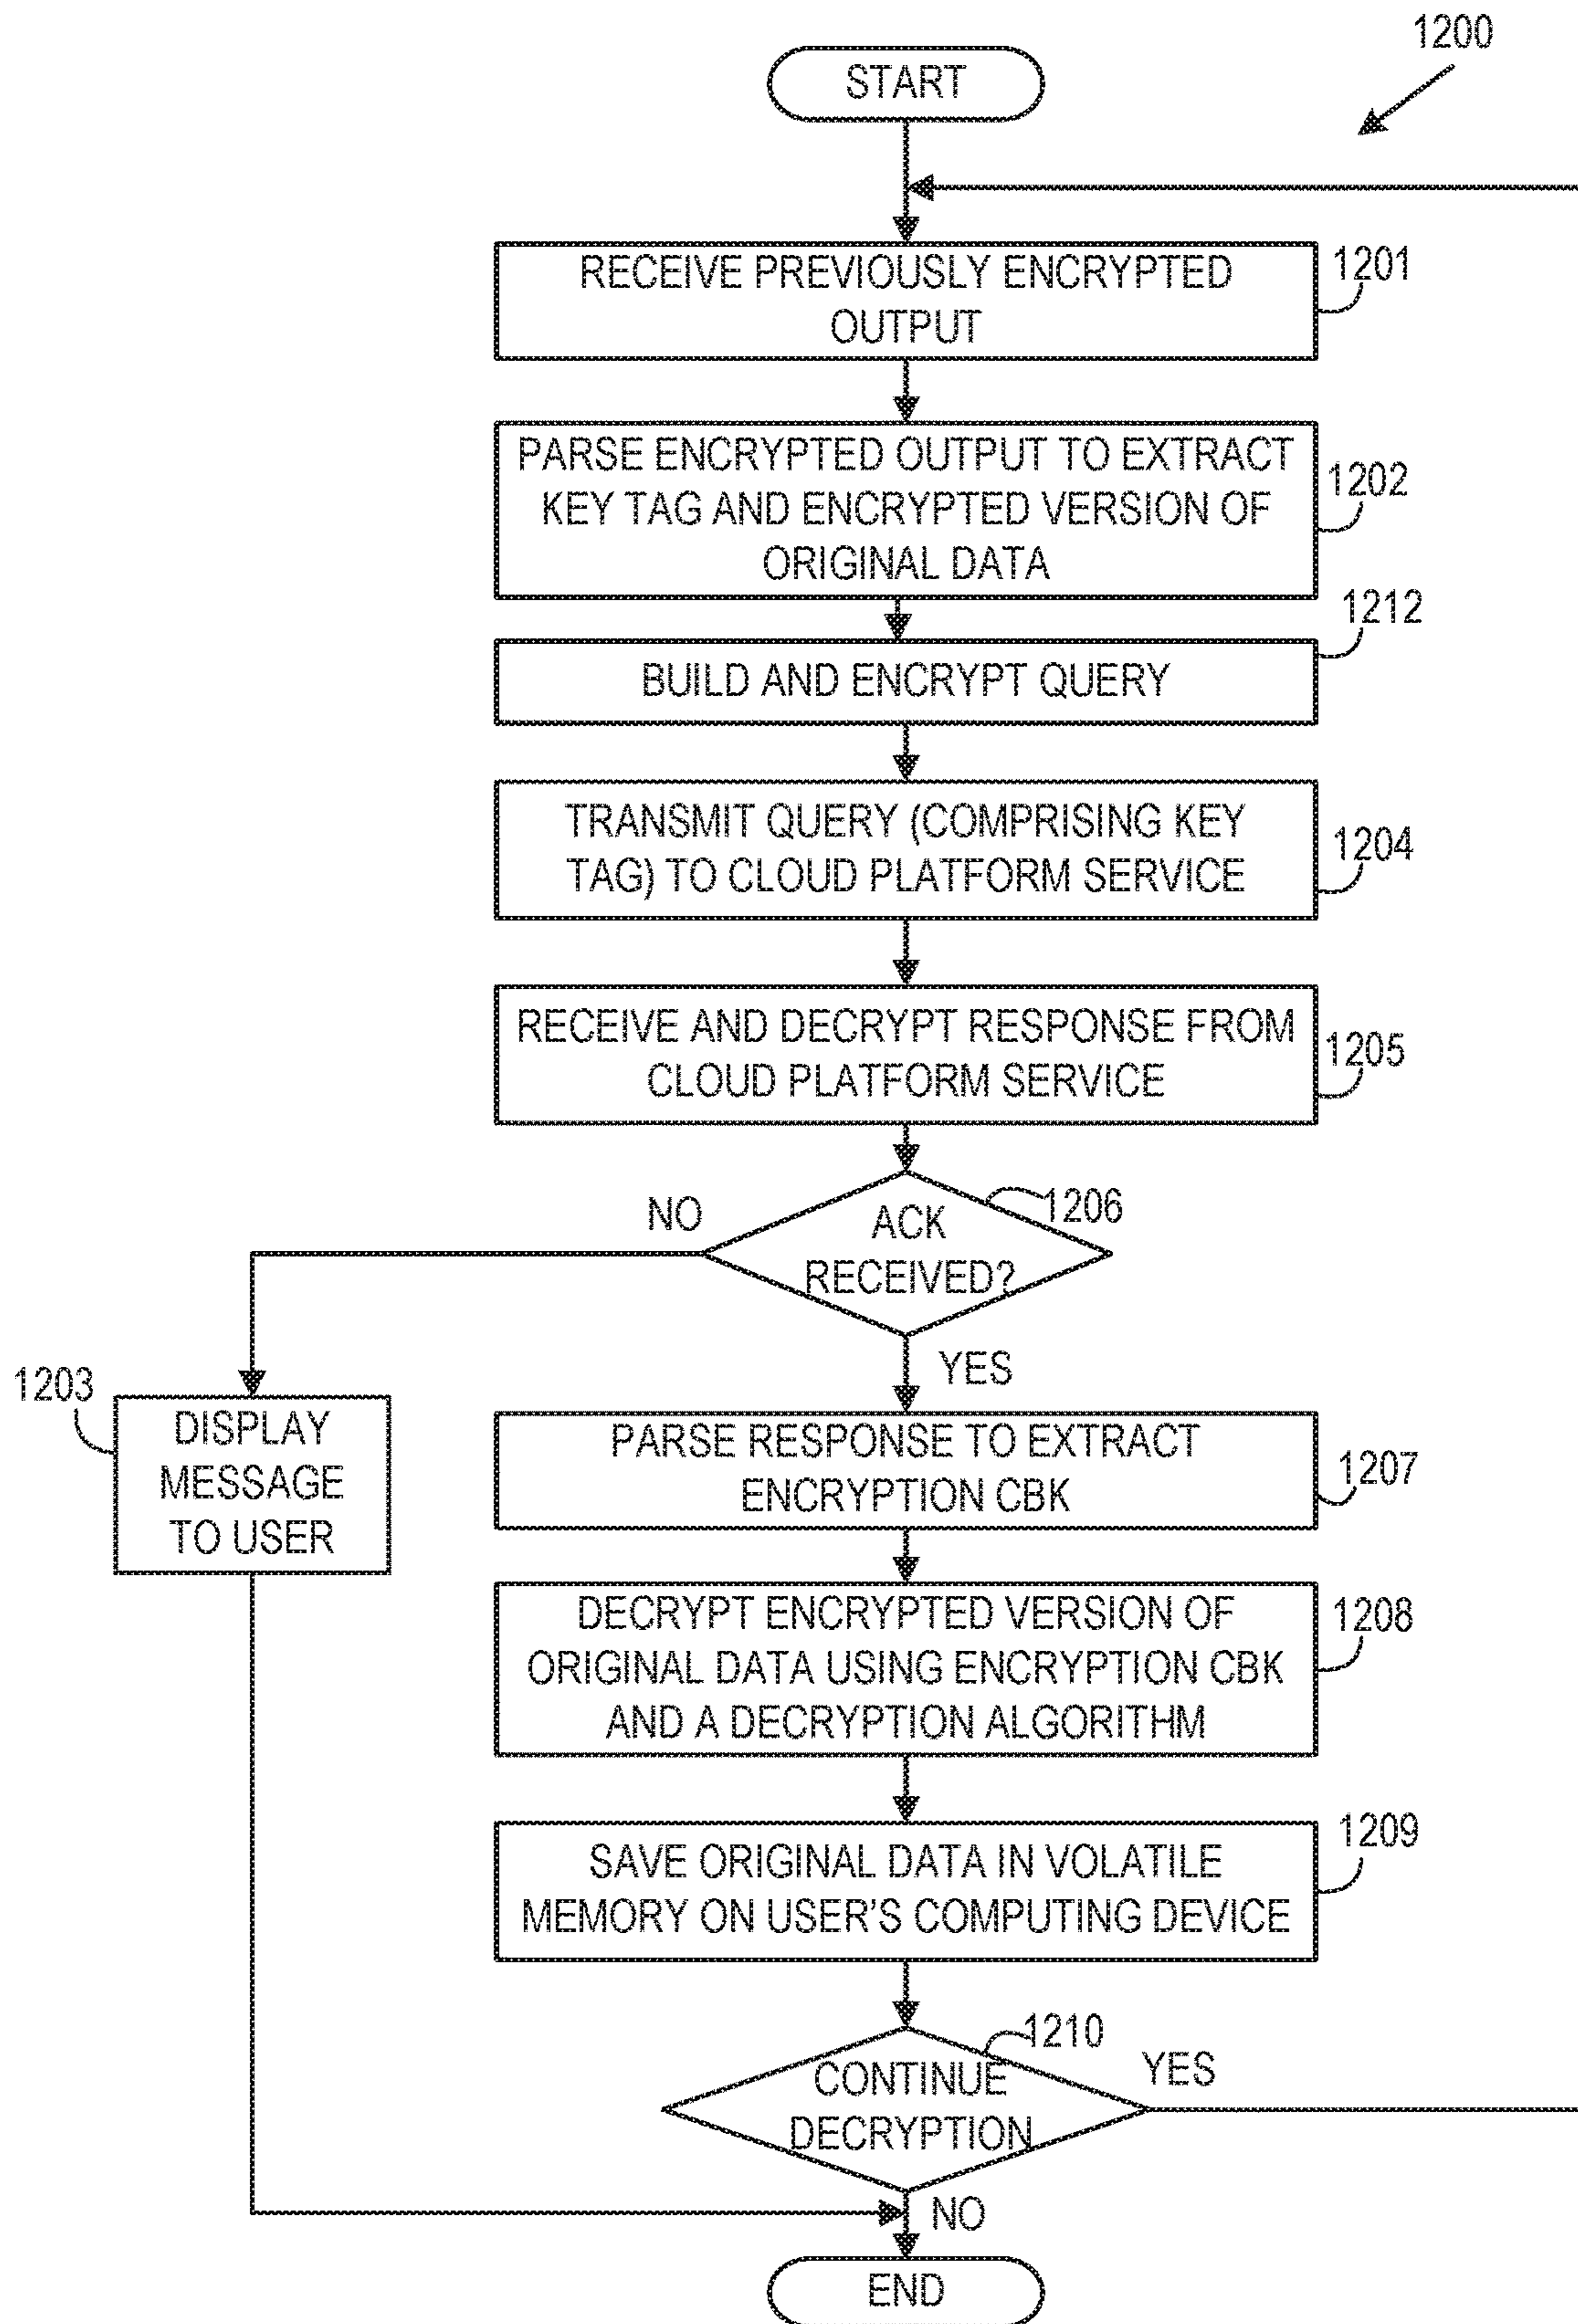 1200
START
RECEIVE PREVIOUSLY ENCRYPTED
OUTPUT
1201
PARSE ENCRYPTED OUTPUT TO EXTRACT
KEY TAG AND ENCRYPTED VERSION OF
ORIGINAL DATA
1202
1212
BUILD AND ENCRYPT QUERY
TRANSMIT QUERY (COMPRISING KEY
TAG) TO CLOUD PLATFORM SERVICE
1204
RECEIVE AND DECRYPT RESPONSE FROM
CLOUD PLATFORM SERVICE
1205
NO
ACK
RECEIVED?
1206
YES
1203
DISPLAY
MESSAGE
TO USER
PARSE RESPONSE TO EXTRACT
ENCRYPTION CBK
1207
DECRYPT ENCRYPTED VERSION OF
ORIGINAL DATA USING ENCRYPTION CBK
AND A DECRYPTION ALGORITHM
1208
SAVE ORIGINAL DATA IN VOLATILE
MEMORY ON USER'S COMPUTING DEVICE
1209
1210
CONTINUE
DECRYPTION
YES
NO
END